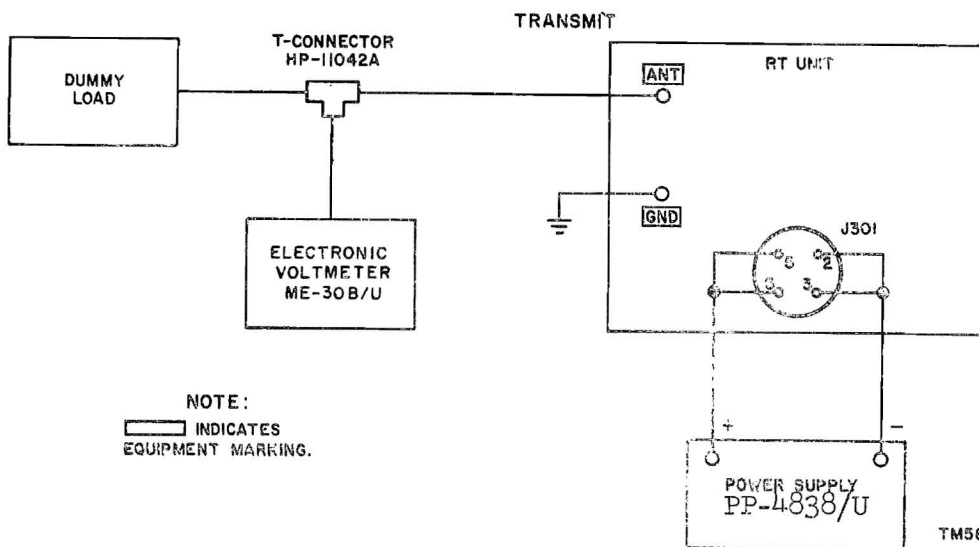 TRANSMIT
T-CONNECTOR
HP-11042A
DUMMY
LOAD
RT UNIT
ANT
GND
ELECTRONIC
VOLTMETER
ME-30B/U
J301
5 2
6 3
NOTE:
INDICATES
EQUIPMENT MARKING.
+ -
POWER SUPPLY
PP-4838/U